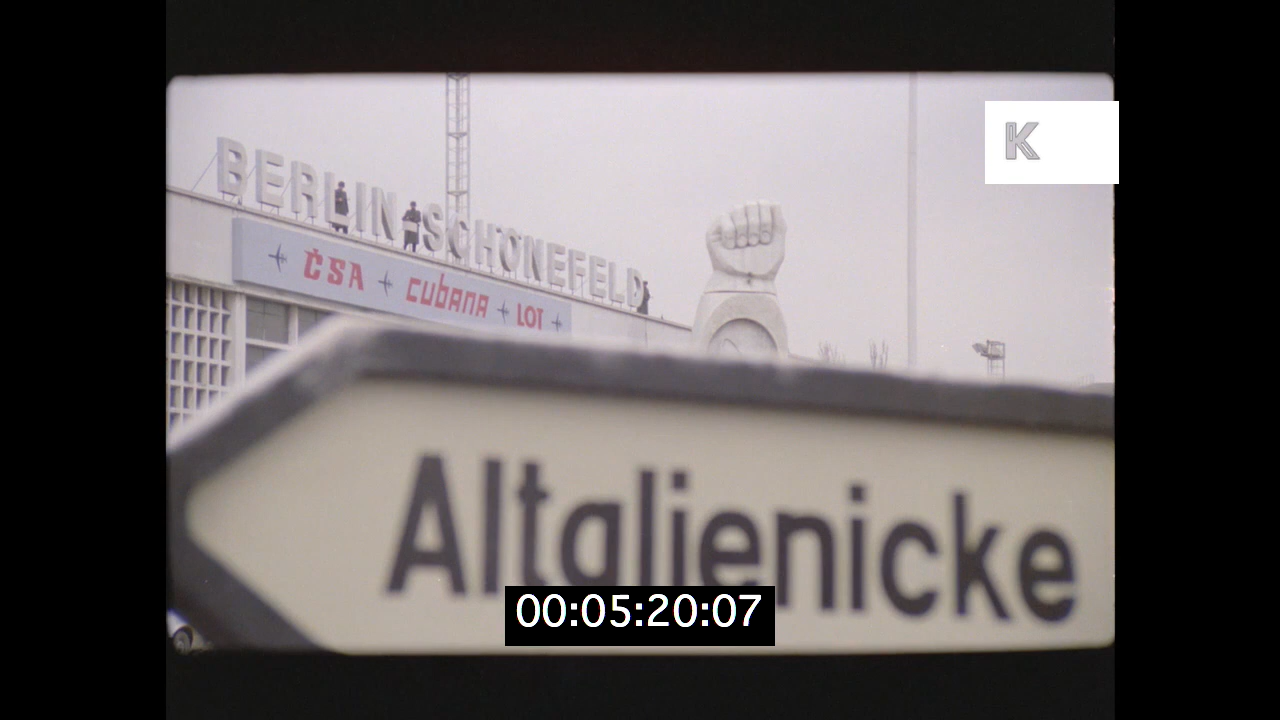 K
BERLIN-SCHÖNEFELD
ČSA CUBANA LOT
Altglienicke
00:05:20:07